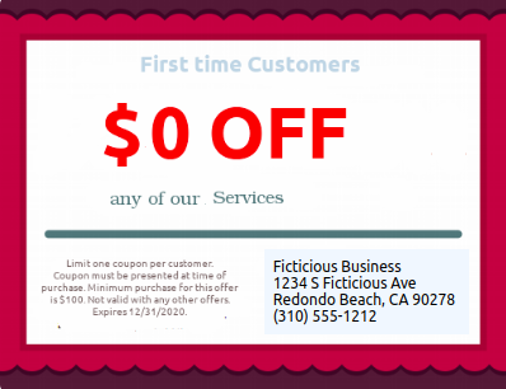 First time Customers
$0 OFF
any of our Services
Limit one coupon per customer.
Coupon must be presented at time of
purchase. Minimum purchase for this offer
is $100. Not valid with any other offers.
Expires 12/31/2020.
Ficticious Business
1234 S Ficticious Ave
Redondo Beach, CA 90278
(310) 555-1212